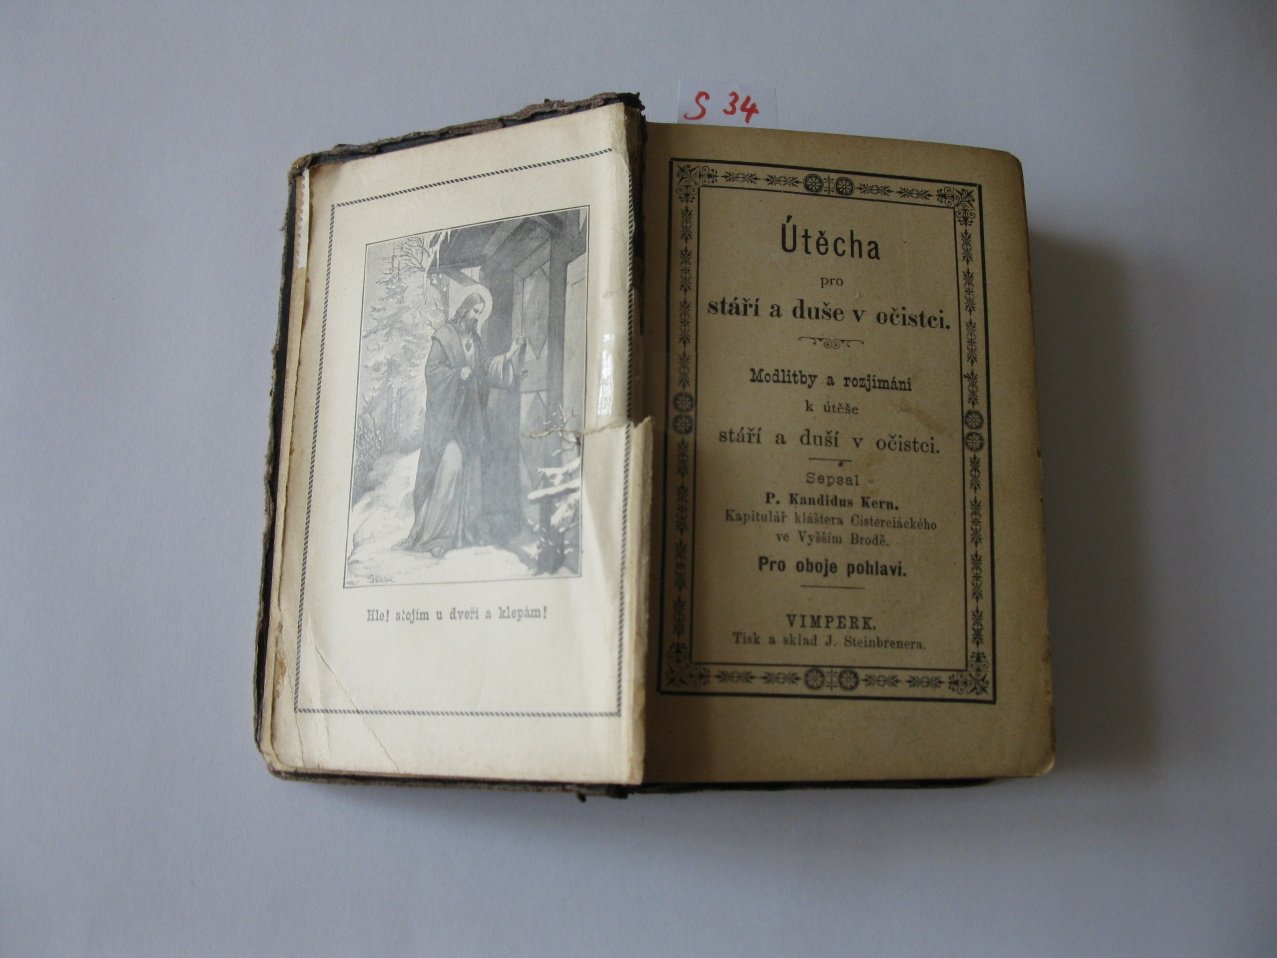 S 34
Hle! stojím u dveří a klepám!
Útěcha
pro
stáří a duše v očistci.
Modlitby a rozjímání
k útěše
stáří a duší v očistci.
Sepsal
P. Kandidus Kern.
Kapitulář kláštera Cisterciáckého
ve Vyšším Brodě.
Pro oboje pohlaví.
VIMPERK.
Tisk a sklad J. Steinbrenera.